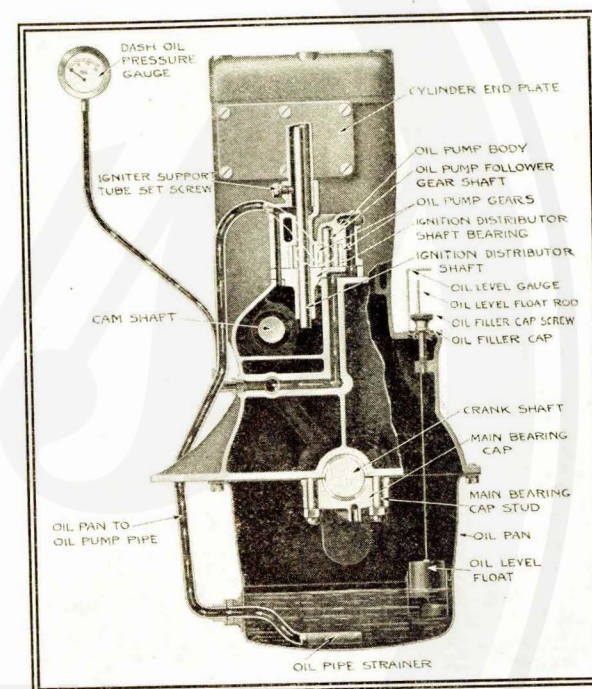 DASH OIL
PRESSURE
GAUGE
CYLINDER END PLATE
OIL PUMP BODY
OIL PUMP FOLLOWER
GEAR SHAFT
IGNITER SUPPORT
TUBE SET SCREW
OIL PUMP GEARS
IGNITION DISTRIBUTOR
SHAFT BEARING
IGNITION DISTRIBUTOR
SHAFT
OIL LEVEL GAUGE
OIL LEVEL FLOAT ROD
CAM SHAFT
OIL FILLER CAP SCREW
OIL FILLER CAP
CRANK SHAFT
MAIN BEARING
CAP
MAIN BEARING
CAP STUD
OIL PAN TO
OIL PUMP PIPE
OIL PAN
OIL LEVEL
FLOAT
OIL PIPE STRAINER